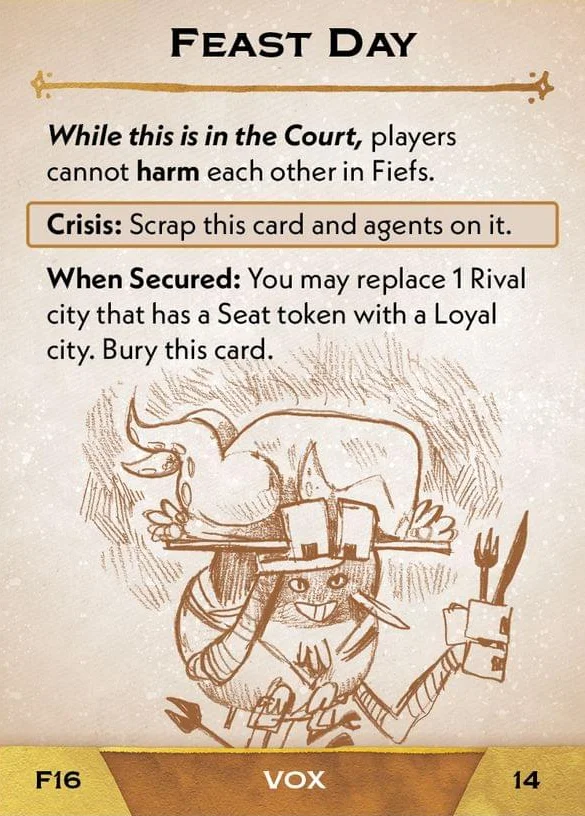 FEAST DAY
While this is in the Court, players
cannot harm each other in Fiefs.
Crisis: Scrap this card and agents on it.
When Secured: You may replace 1 Rival
city that has a Seat token with a Loyal
city. Bury this card.
F16
VOX
14